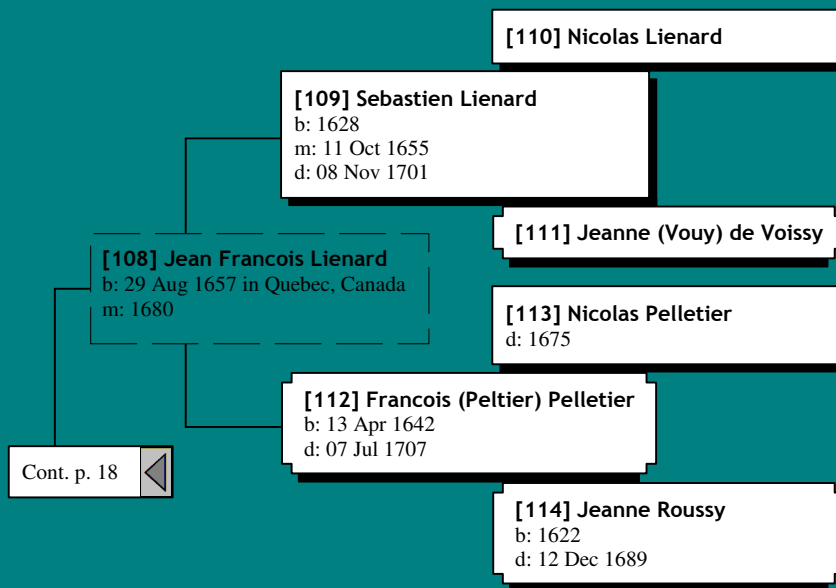 [110] Nicolas Lienard
[109] Sebastien Lienard
b: 1628
m: 11 Oct 1655
d: 08 Nov 1701
[111] Jeanne (Vouy) de Voissy
[108] Jean Francois Lienard
b: 29 Aug 1657 in Quebec, Canada
m: 1680
[113] Nicolas Pelletier
d: 1675
[112] Francois (Peltier) Pelletier
b: 13 Apr 1642
d: 07 Jul 1707
Cont. p. 18
[114] Jeanne Roussy
b: 1622
d: 12 Dec 1689